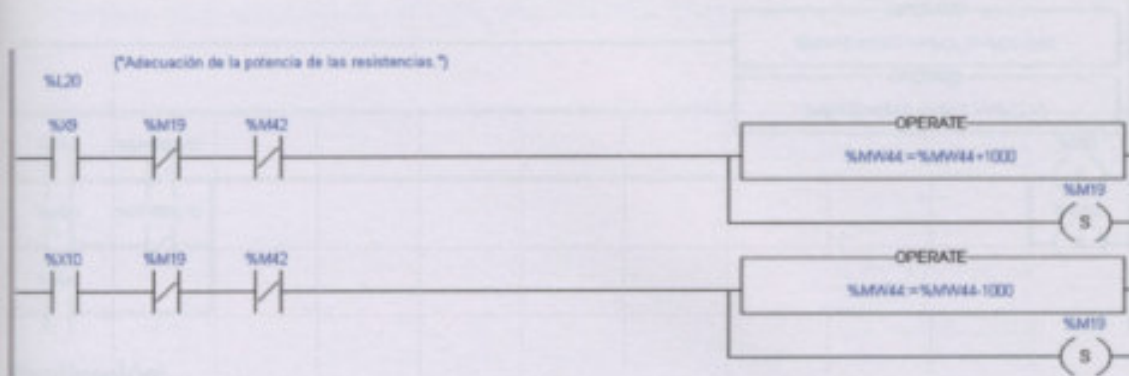 (*Adecuación de la potencia de las resistencias.*)
%L20
%X9 %M19 %M42
OPERATE
%MW44:=%MW44+1000
%M19
S
%X10 %M19 %M42
OPERATE
%MW44:=%MW44-1000
%M19
S